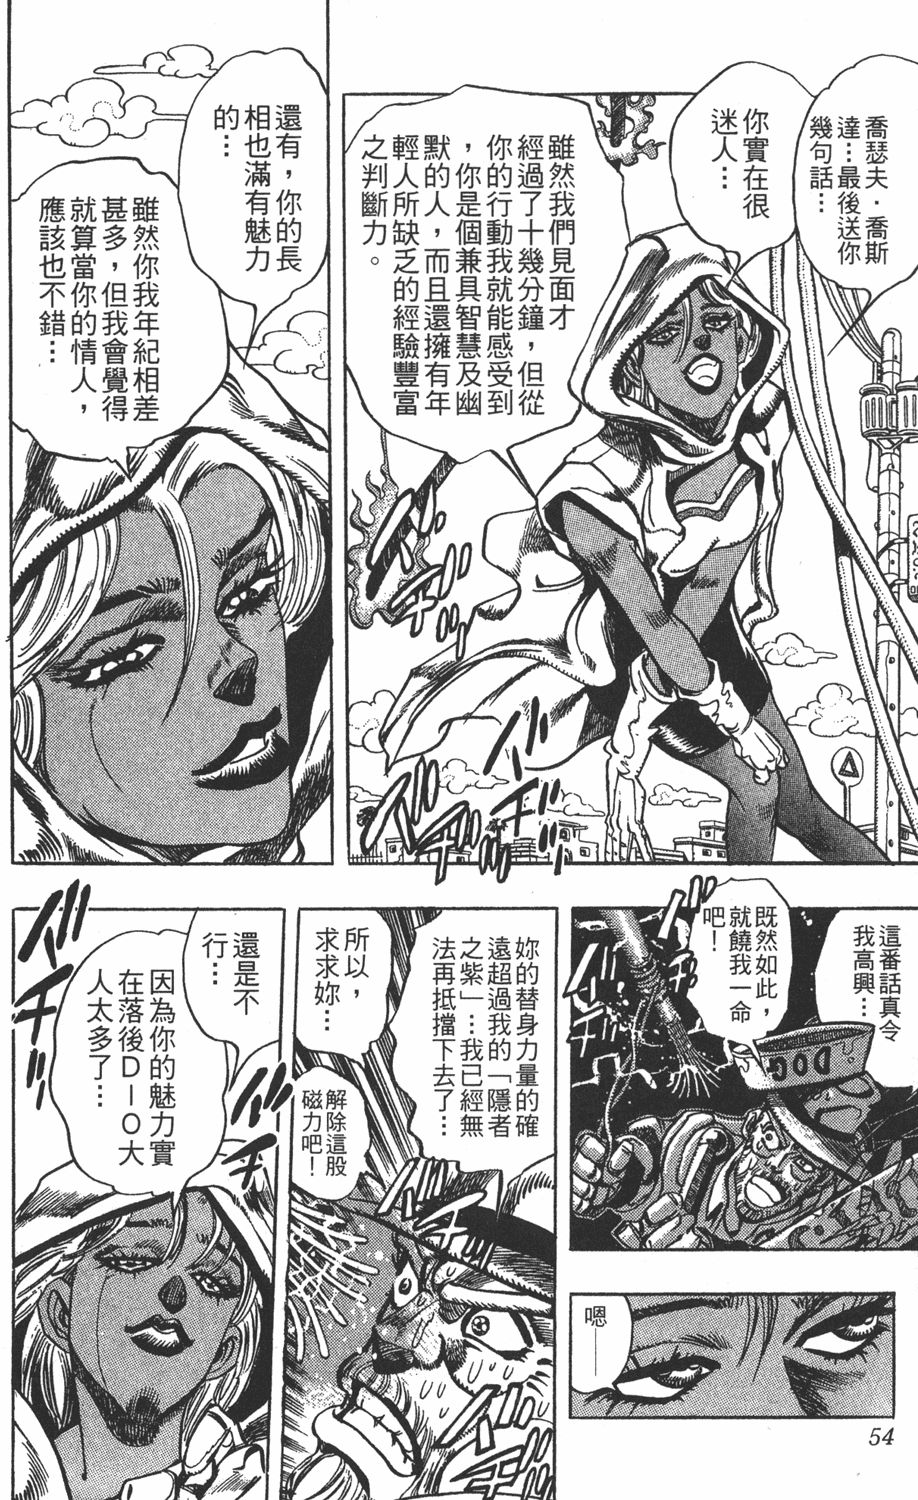 喬瑟夫・喬斯
達…最後送你
幾句話…
你實在很
迷人…
雖然我們見面才
經過了十幾分鐘，但從
你的行動我就能感受到
，你是個兼具智慧及幽
默的人，而且還擁有年
輕人所缺乏的經驗豐富
之判斷力。
ズズ
ズヂ
ズズズヂ
還有，你的長
相也滿有魅力
的…
雖然你我年紀相差
甚多，但我會覺得
就算當你的情人，
應該也不錯…
這番話真令
我高興…
既然如此，
就饒我一命
吧！
DOG
嗯──
妳的替身力量的確
遠超過我的「隱者
之紫」…我已經無
法再抵擋下去了…
所以，
求求妳…
解除這股
磁力吧！
還是不
行…
因為你的魅力實
在落後DIO大
人太多了…
54